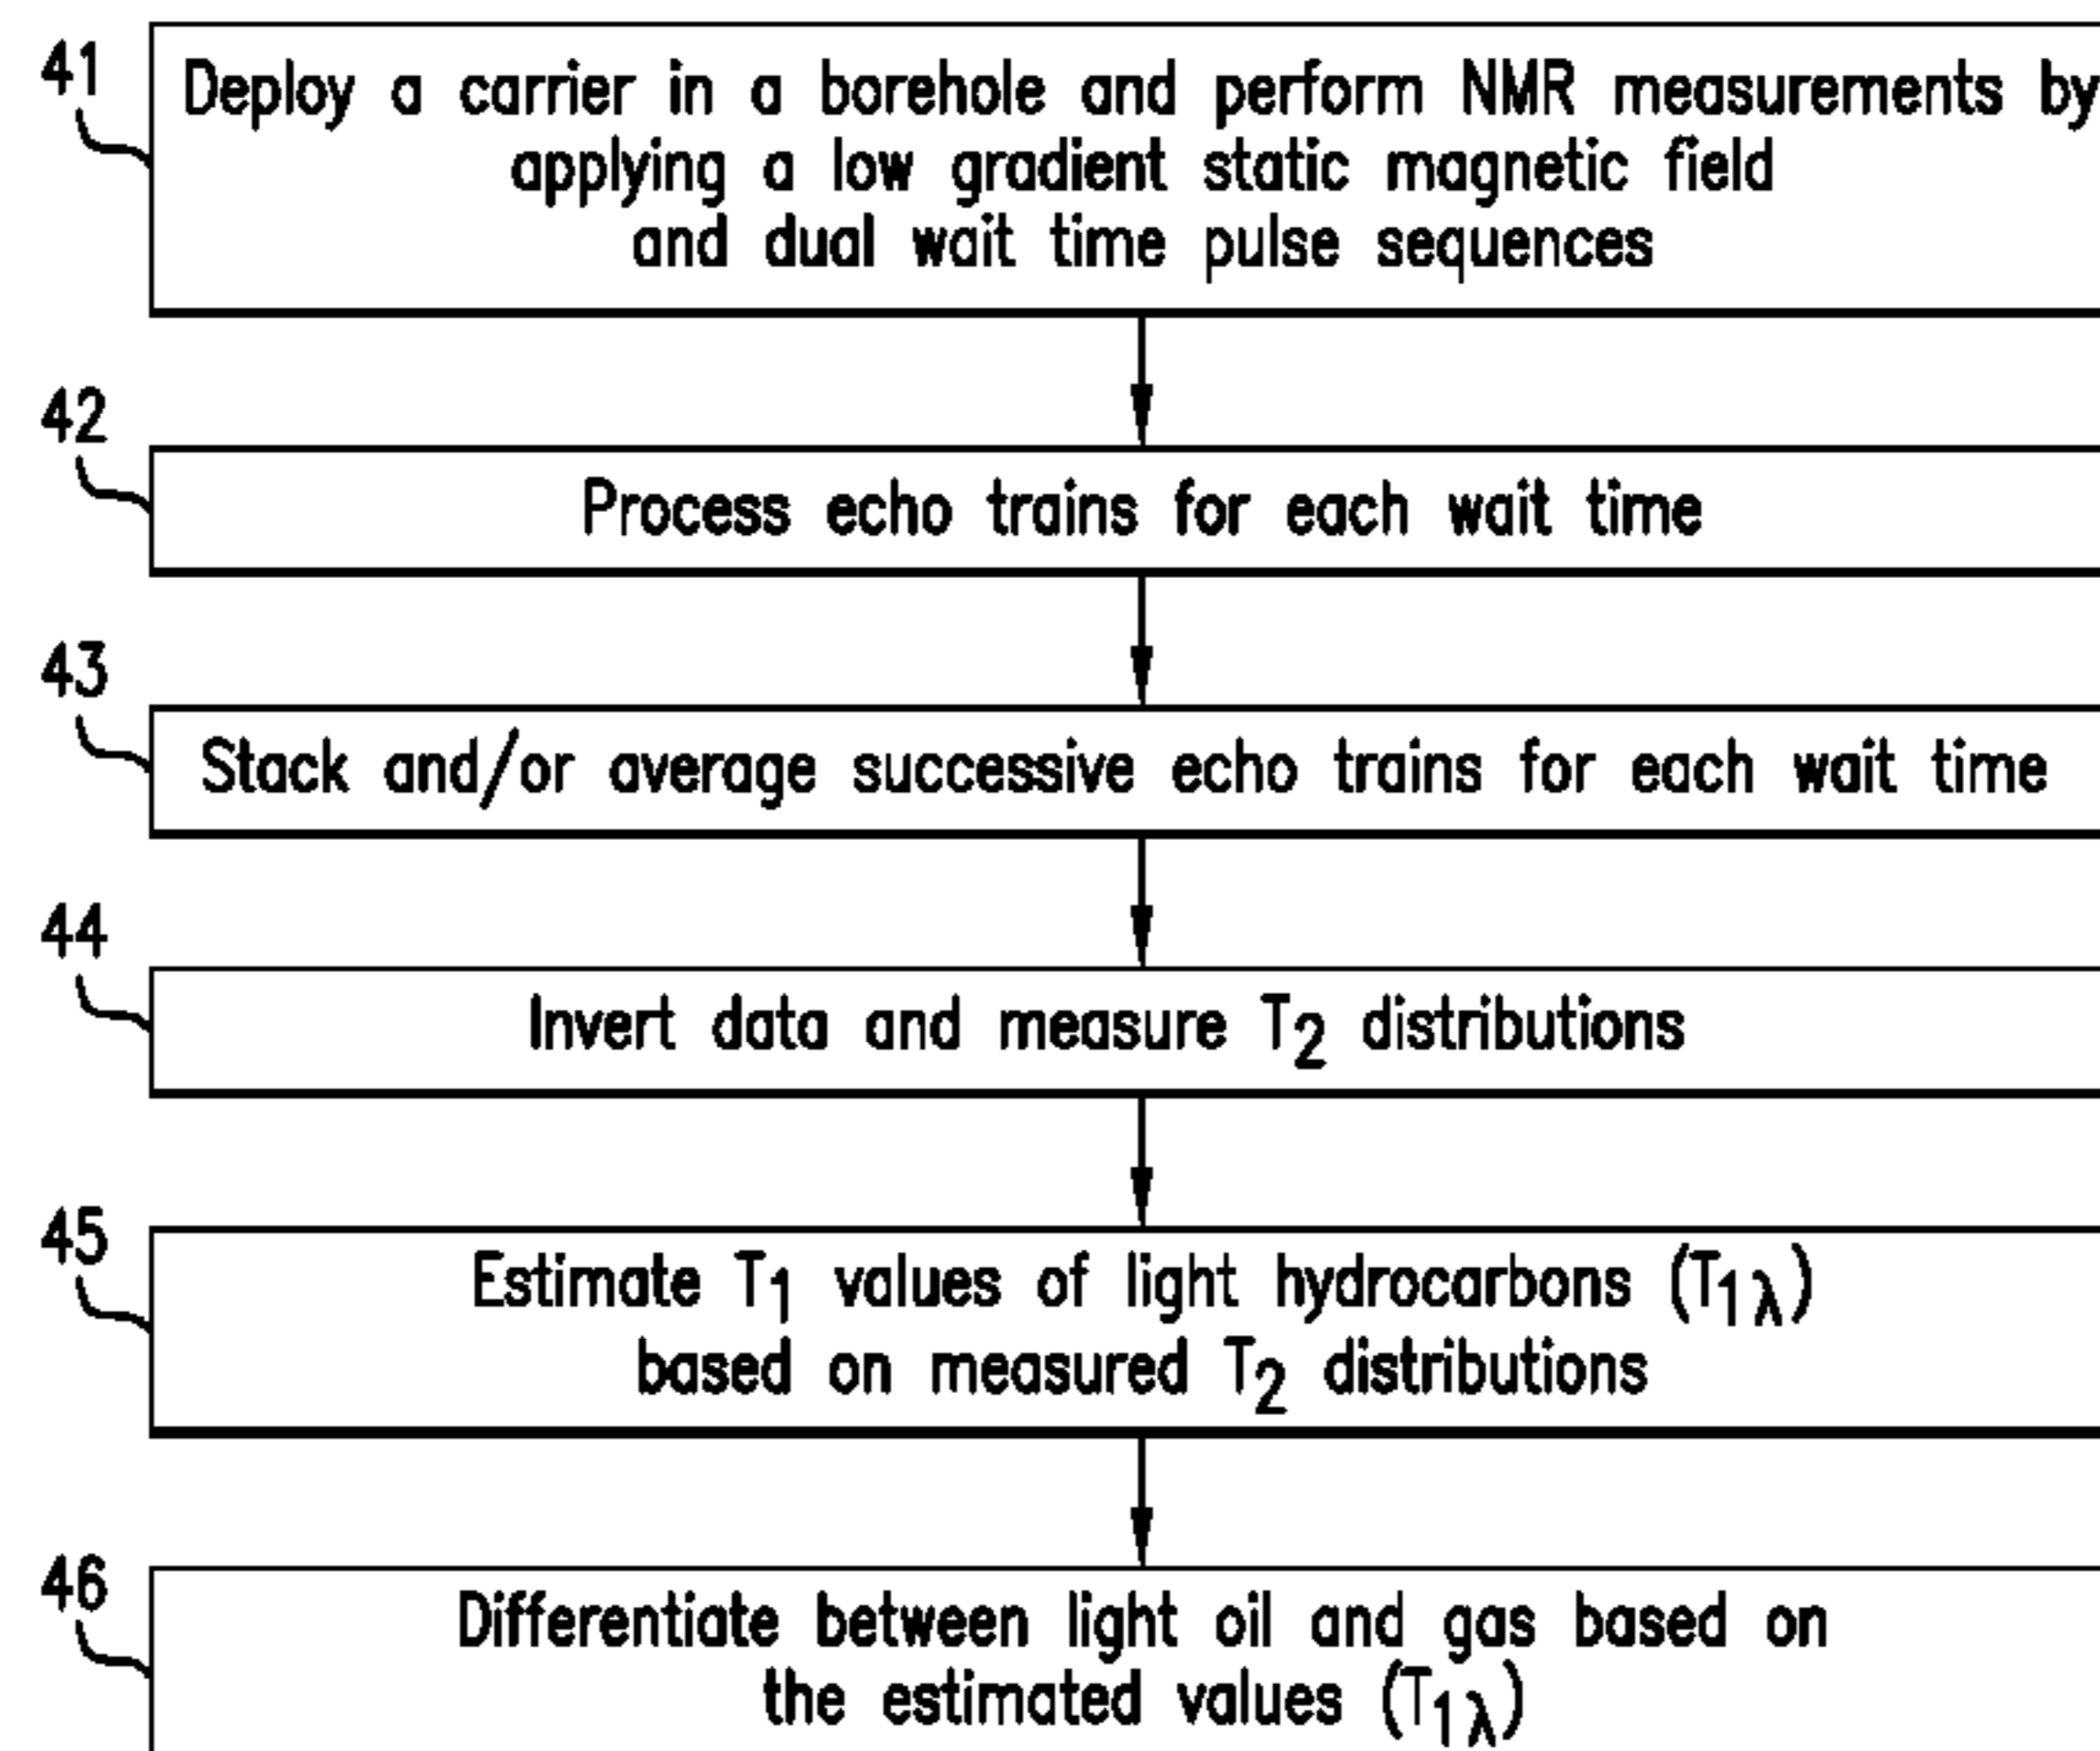 41
Deploy a carrier in a borehole and perform NMR measurements by
applying a low gradient static magnetic field
and dual wait time pulse sequences
42
Process echo trains for each wait time
43
Stack and/or average successive echo trains for each wait time
44
Invert data and measure T₂ distributions
45
Estimate T₁ values of light hydrocarbons (T₁λ)
based on measured T₂ distributions
46
Differentiate between light oil and gas based on
the estimated values (T₁λ)